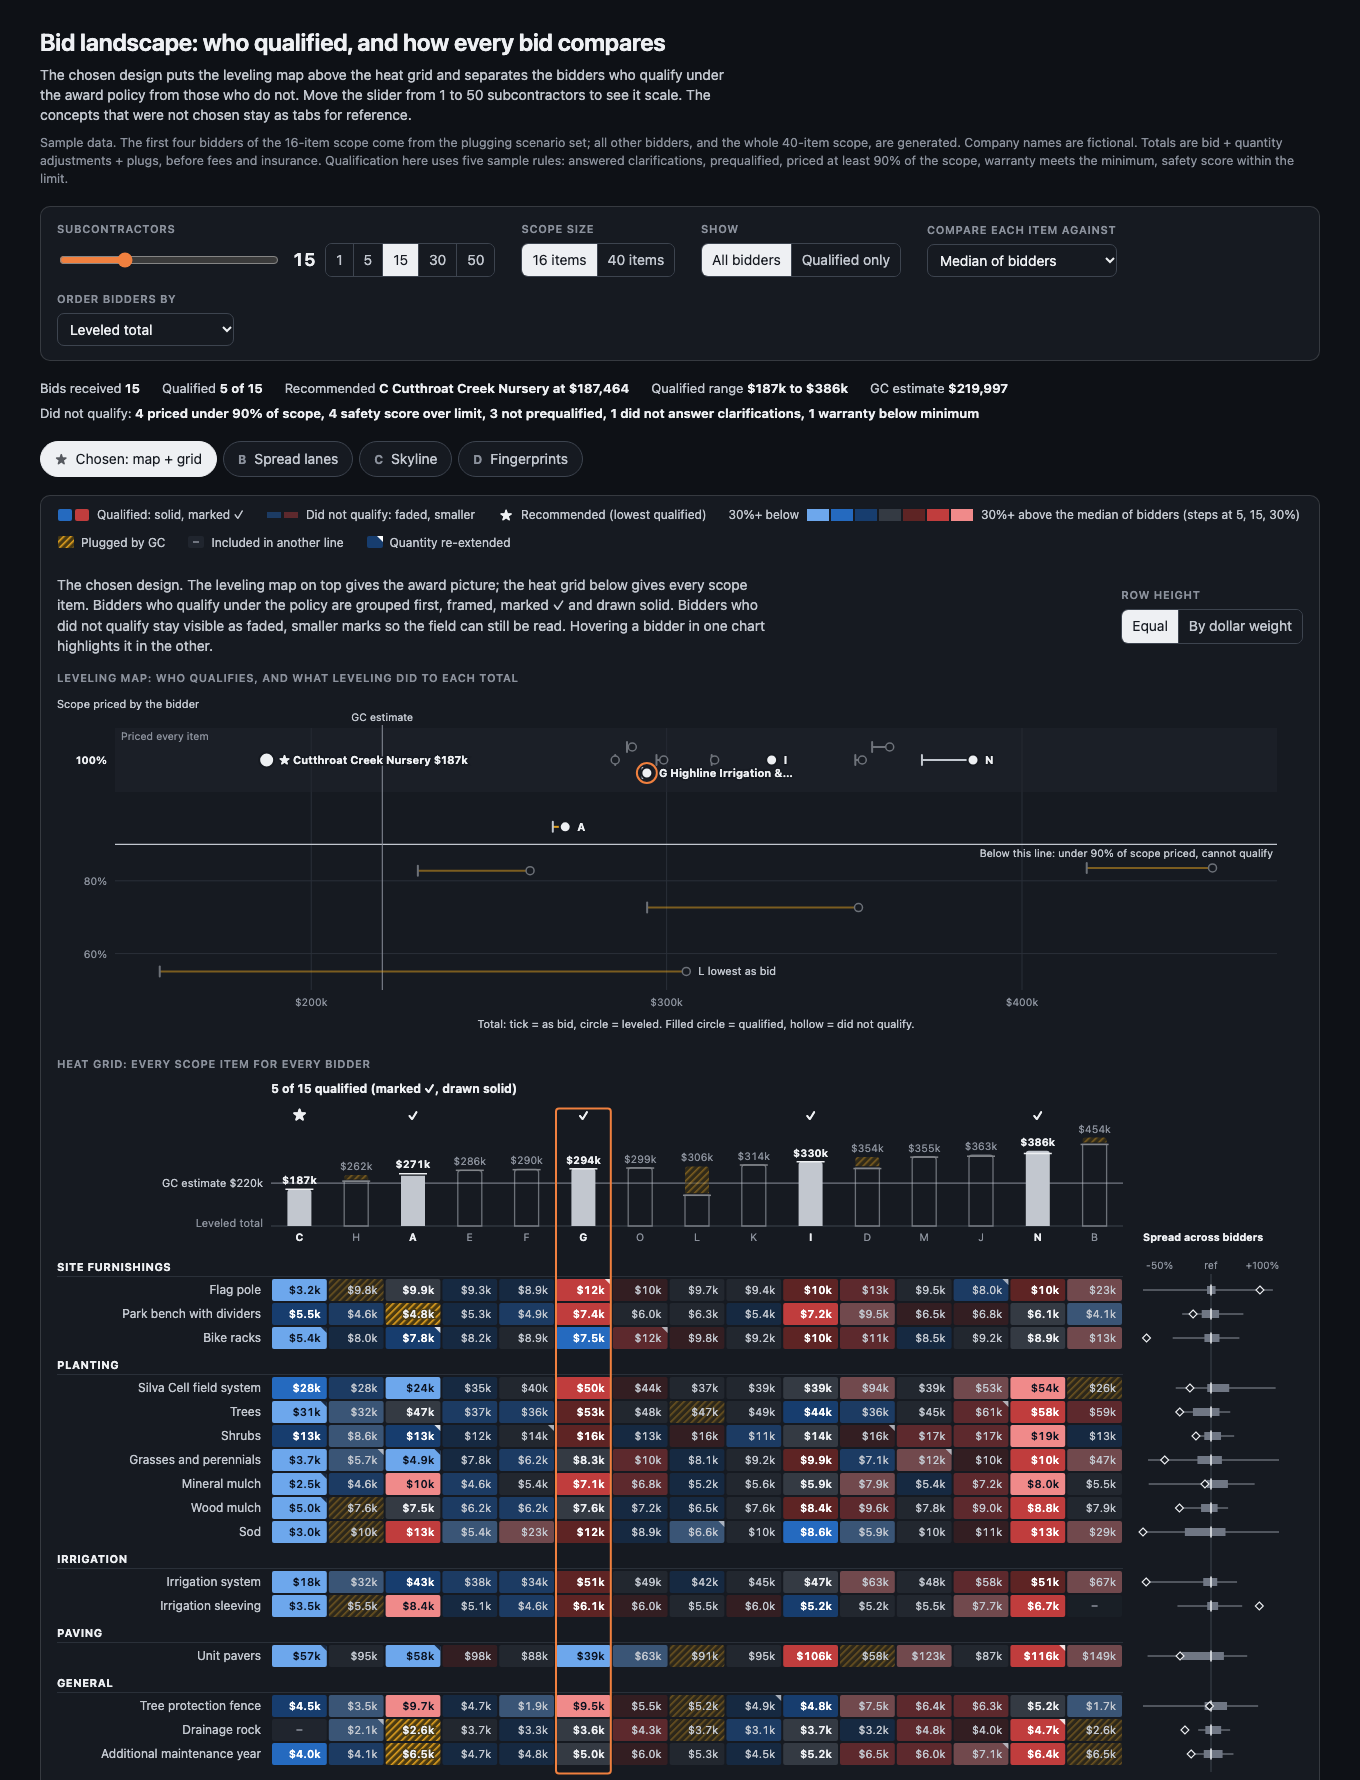 Bid landscape: who qualified, and how every bid compares
The chosen design puts the leveling map above the heat grid and separates the bidders who qualify under
the award policy from those who do not. Move the slider from 1 to 50 subcontractors to see it scale. The
concepts that were not chosen stay as tabs for reference.
Sample data. The first four bidders of the 16-item scope come from the plugging scenario set; all other bidders, and the whole 40-item scope, are generated. Company names are fictional. Totals are bid + quantity
adjustments + plugs, before fees and insurance. Qualification here uses five sample rules: answered clarifications, prequalified, priced at least 90% of the scope, warranty meets the minimum, safety score within the
limit.
SUBCONTRACTORS
15 1 5 15 30 50
SCOPE SIZE
16 items 40 items
SHOW
All bidders Qualified only
COMPARE EACH ITEM AGAINST
Median of bidders
ORDER BIDDERS BY
Leveled total
Bids received 15 Qualified 5 of 15 Recommended C Cutthroat Creek Nursery at $187,464 Qualified range $187k to $386k GC estimate $219,997
Did not qualify: 4 priced under 90% of scope, 4 safety score over limit, 3 not prequalified, 1 did not answer clarifications, 1 warranty below minimum
★ Chosen: map + grid B Spread lanes C Skyline D Fingerprints
Qualified: solid, marked ✓ Did not qualify: faded, smaller ★ Recommended (lowest qualified) 30%+ below 30%+ above the median of bidders (steps at 5, 15, 30%)
Plugged by GC – Included in another line Quantity re-extended
The chosen design. The leveling map on top gives the award picture; the heat grid below gives every scope
item. Bidders who qualify under the policy are grouped first, framed, marked ✓ and drawn solid. Bidders who
did not qualify stay visible as faded, smaller marks so the field can still be read. Hovering a bidder in one chart
highlights it in the other.
ROW HEIGHT
Equal By dollar weight
LEVELING MAP: WHO QUALIFIES, AND WHAT LEVELING DID TO EACH TOTAL
Scope priced by the bidder
GC estimate
Priced every item
100% ★ Cutthroat Creek Nursery $187k I N
G Highline Irrigation &...
A
Below this line: under 90% of scope priced, cannot qualify
80%
60%
L lowest as bid
$200k $300k $400k
Total: tick = as bid, circle = leveled. Filled circle = qualified, hollow = did not qualify.
HEAT GRID: EVERY SCOPE ITEM FOR EVERY BIDDER
5 of 15 qualified (marked ✓, drawn solid)
★ ✓ ✓ ✓ ✓
$187k $262k $271k $286k $290k $294k $299k $306k $314k $330k $354k $355k $363k $386k $454k
GC estimate $220k
Leveled total
C H A E F G O L K I D M J N B
Spread across bidders
-50% ref +100%
SITE FURNISHINGS
Flag pole $3.2k $9.8k $9.9k $9.3k $8.9k $12k $10k $9.7k $9.4k $10k $13k $9.5k $8.0k $10k $23k
Park bench with dividers $5.5k $4.6k $4.8k $5.3k $4.9k $7.4k $6.0k $6.3k $5.4k $7.2k $9.5k $6.5k $6.8k $6.1k $4.1k
Bike racks $5.4k $8.0k $7.8k $8.2k $8.9k $7.5k $12k $9.8k $9.2k $10k $11k $8.5k $9.2k $8.9k $13k
PLANTING
Silva Cell field system $28k $28k $24k $35k $40k $50k $44k $37k $39k $39k $94k $39k $53k $54k $26k
Trees $31k $32k $47k $37k $36k $53k $48k $47k $49k $44k $36k $45k $61k $58k $59k
Shrubs $13k $8.6k $13k $12k $14k $16k $13k $16k $11k $14k $16k $17k $17k $19k $13k
Grasses and perennials $3.7k $5.7k $4.9k $7.8k $6.2k $8.3k $10k $8.1k $9.2k $9.9k $7.1k $12k $10k $10k $47k
Mineral mulch $2.5k $4.6k $10k $4.6k $5.4k $7.1k $6.8k $5.2k $5.6k $5.9k $7.9k $5.4k $7.2k $8.0k $5.5k
Wood mulch $5.0k $7.6k $7.5k $6.2k $6.2k $7.6k $7.2k $6.5k $7.6k $8.4k $9.6k $7.8k $9.0k $8.8k $7.9k
Sod $3.0k $10k $13k $5.4k $23k $12k $8.9k $6.6k $10k $8.6k $5.9k $10k $11k $13k $29k
IRRIGATION
Irrigation system $18k $32k $43k $38k $34k $51k $49k $42k $45k $47k $63k $48k $58k $51k $67k
Irrigation sleeving $3.5k $5.5k $8.4k $5.1k $4.6k $6.1k $6.0k $5.5k $6.0k $5.2k $5.2k $5.5k $7.7k $6.7k –
PAVING
Unit pavers $57k $95k $58k $98k $88k $39k $63k $91k $95k $106k $58k $123k $87k $116k $149k
GENERAL
Tree protection fence $4.5k $3.5k $9.7k $4.7k $1.9k $9.5k $5.5k $5.2k $4.9k $4.8k $7.5k $6.4k $6.3k $5.2k $1.7k
Drainage rock – $2.1k $2.6k $3.7k $3.3k $3.6k $4.3k $3.7k $3.1k $3.7k $3.2k $4.8k $4.0k $4.7k $2.6k
Additional maintenance year $4.0k $4.1k $6.5k $4.7k $4.8k $5.0k $6.0k $5.3k $4.5k $5.2k $6.5k $6.0k $7.1k $6.4k $6.5k